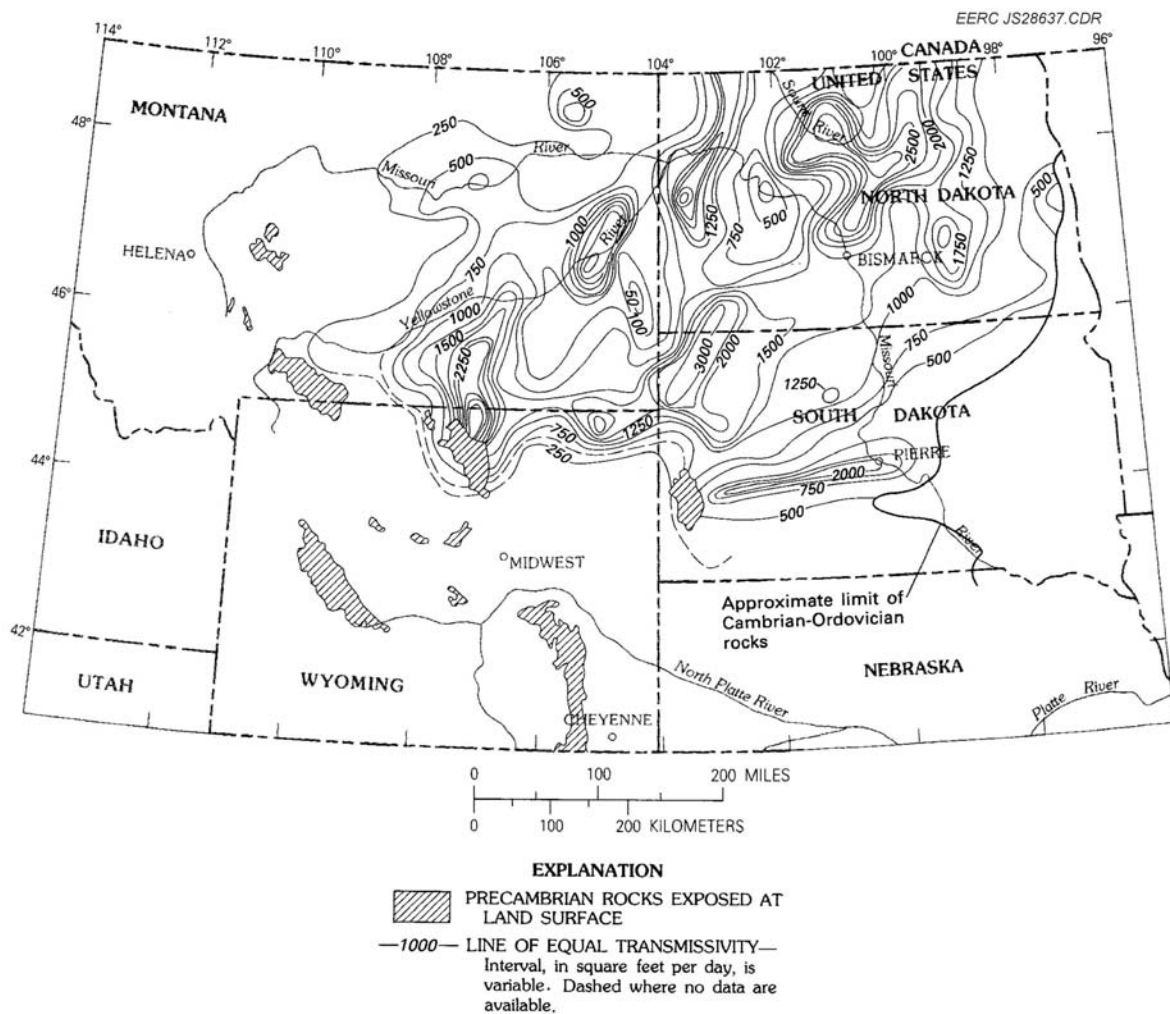 EERC JS28637.CDR
114°
112°
110°
108°
106°
104°
102°
100°
98°
96°
CANADA
UNITED STATES
MONTANA
48°
250
500
500
River
Missouri
Souris
River
2000
2500
1250
500
NORTH DAKOTA
HELENA
1000
River
1250
750
500
1750
BISMARCK
750
46°
Yellowstone
1000
1500
2250
50
100
3000
2000
1500
1000
750
500
Missouri
1250
SOUTH DAKOTA
750
250
1250
44°
PIERRE
2000
750
500
River
IDAHO
MIDWEST
Approximate limit of
Cambrian-Ordovician
rocks
42°
UTAH
WYOMING
NEBRASKA
North Platte River
Platte River
CHEYENNE
0 100 200 MILES
0 100 200 KILOMETERS
EXPLANATION
PRECAMBRIAN ROCKS EXPOSED AT
LAND SURFACE
—1000— LINE OF EQUAL TRANSMISSIVITY—
Interval, in square feet per day, is
variable. Dashed where no data are
available.